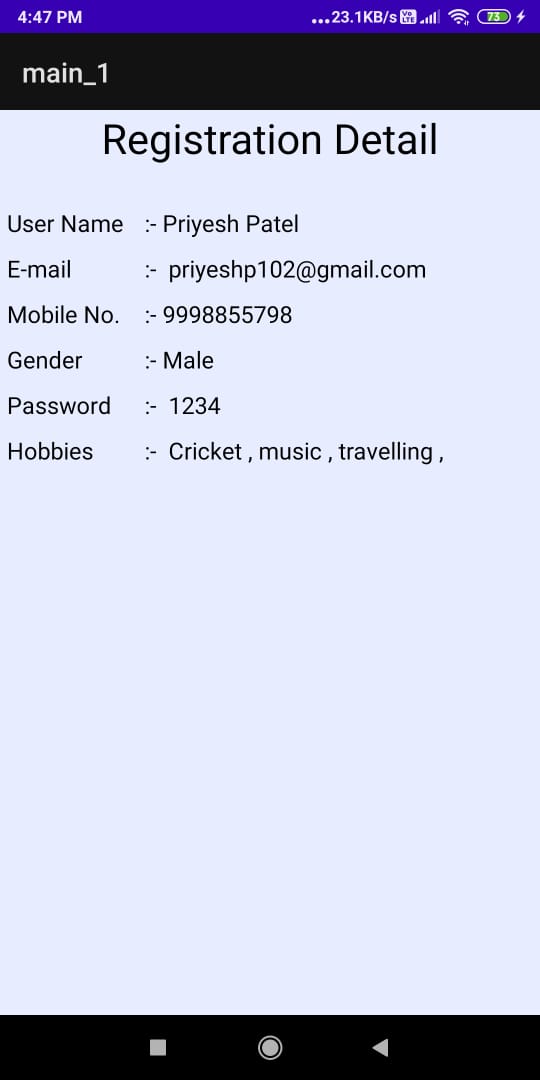 4:47 PM ...23.1KB/s Vo LTE 73
main_1
Registration Detail
User Name :- Priyesh Patel
E-mail :- priyeshp102@gmail.com
Mobile No. :- 9998855798
Gender :- Male
Password :- 1234
Hobbies :- Cricket , music , travelling ,